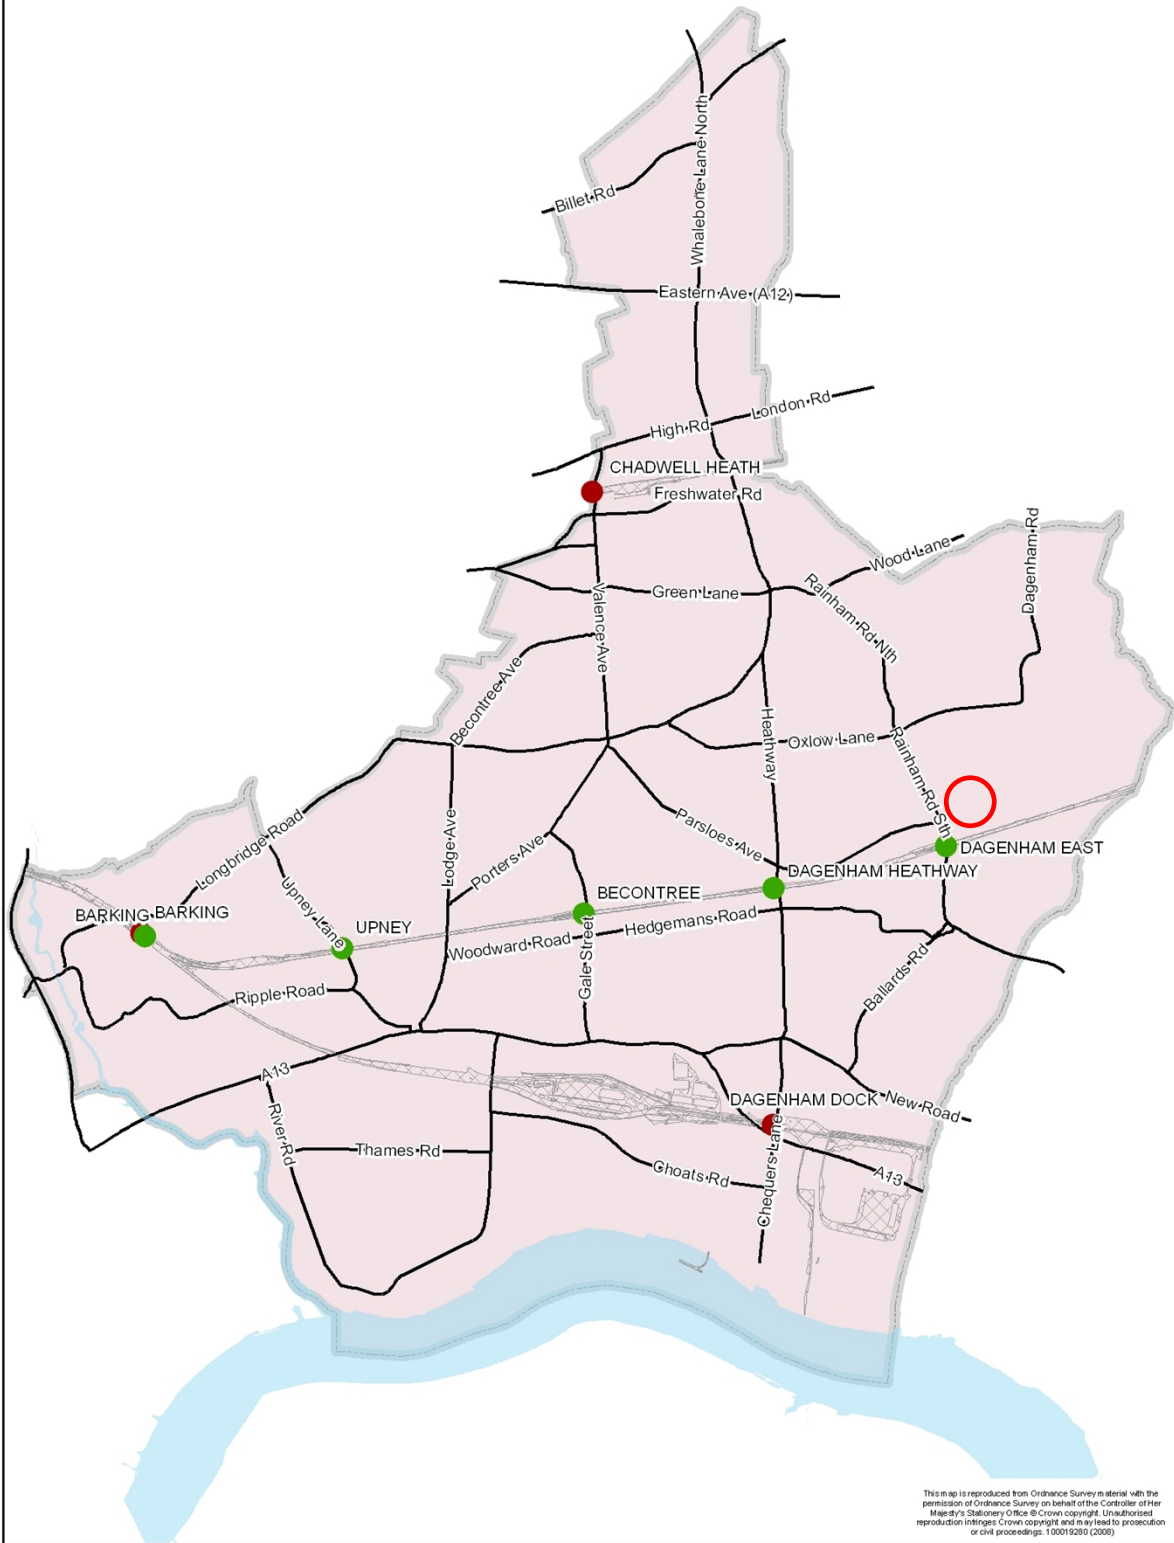 Whalebone Lane North
Billet Rd
Eastern Ave (A12)
London Rd
High Rd
CHADWELL HEATH
Freshwater Rd
Dagenham Rd
Wood Lane
Rainham Rd Nth
Green Lane
Valence Ave
Becontree Ave
Heathway
Oxlow Lane
Rainham Rd Sth
Longbridge Road
Lodge Ave
Parsloes Ave
Porters Ave
DAGENHAM EAST
DAGENHAM HEATHWAY
Upney Lane
BECONTREE
BARKING
BARKING
UPNEY
Hedgemans Road
Woodward Road
Gale Street
Ballards Rd
Ripple Road
A13
DAGENHAM DOCK
New Road
River Rd
Thames Rd
Choats Rd
Chequers Lane
A13
This map is reproduced from Ordnance Survey material with the
permission of Ordnance Survey on behalf of the Controller of Her
Majesty's Stationery Office © Crown copyright. Unauthorised
reproduction infringes Crown copyright and may lead to prosecution
or civil proceedings. 100019280 (2008)